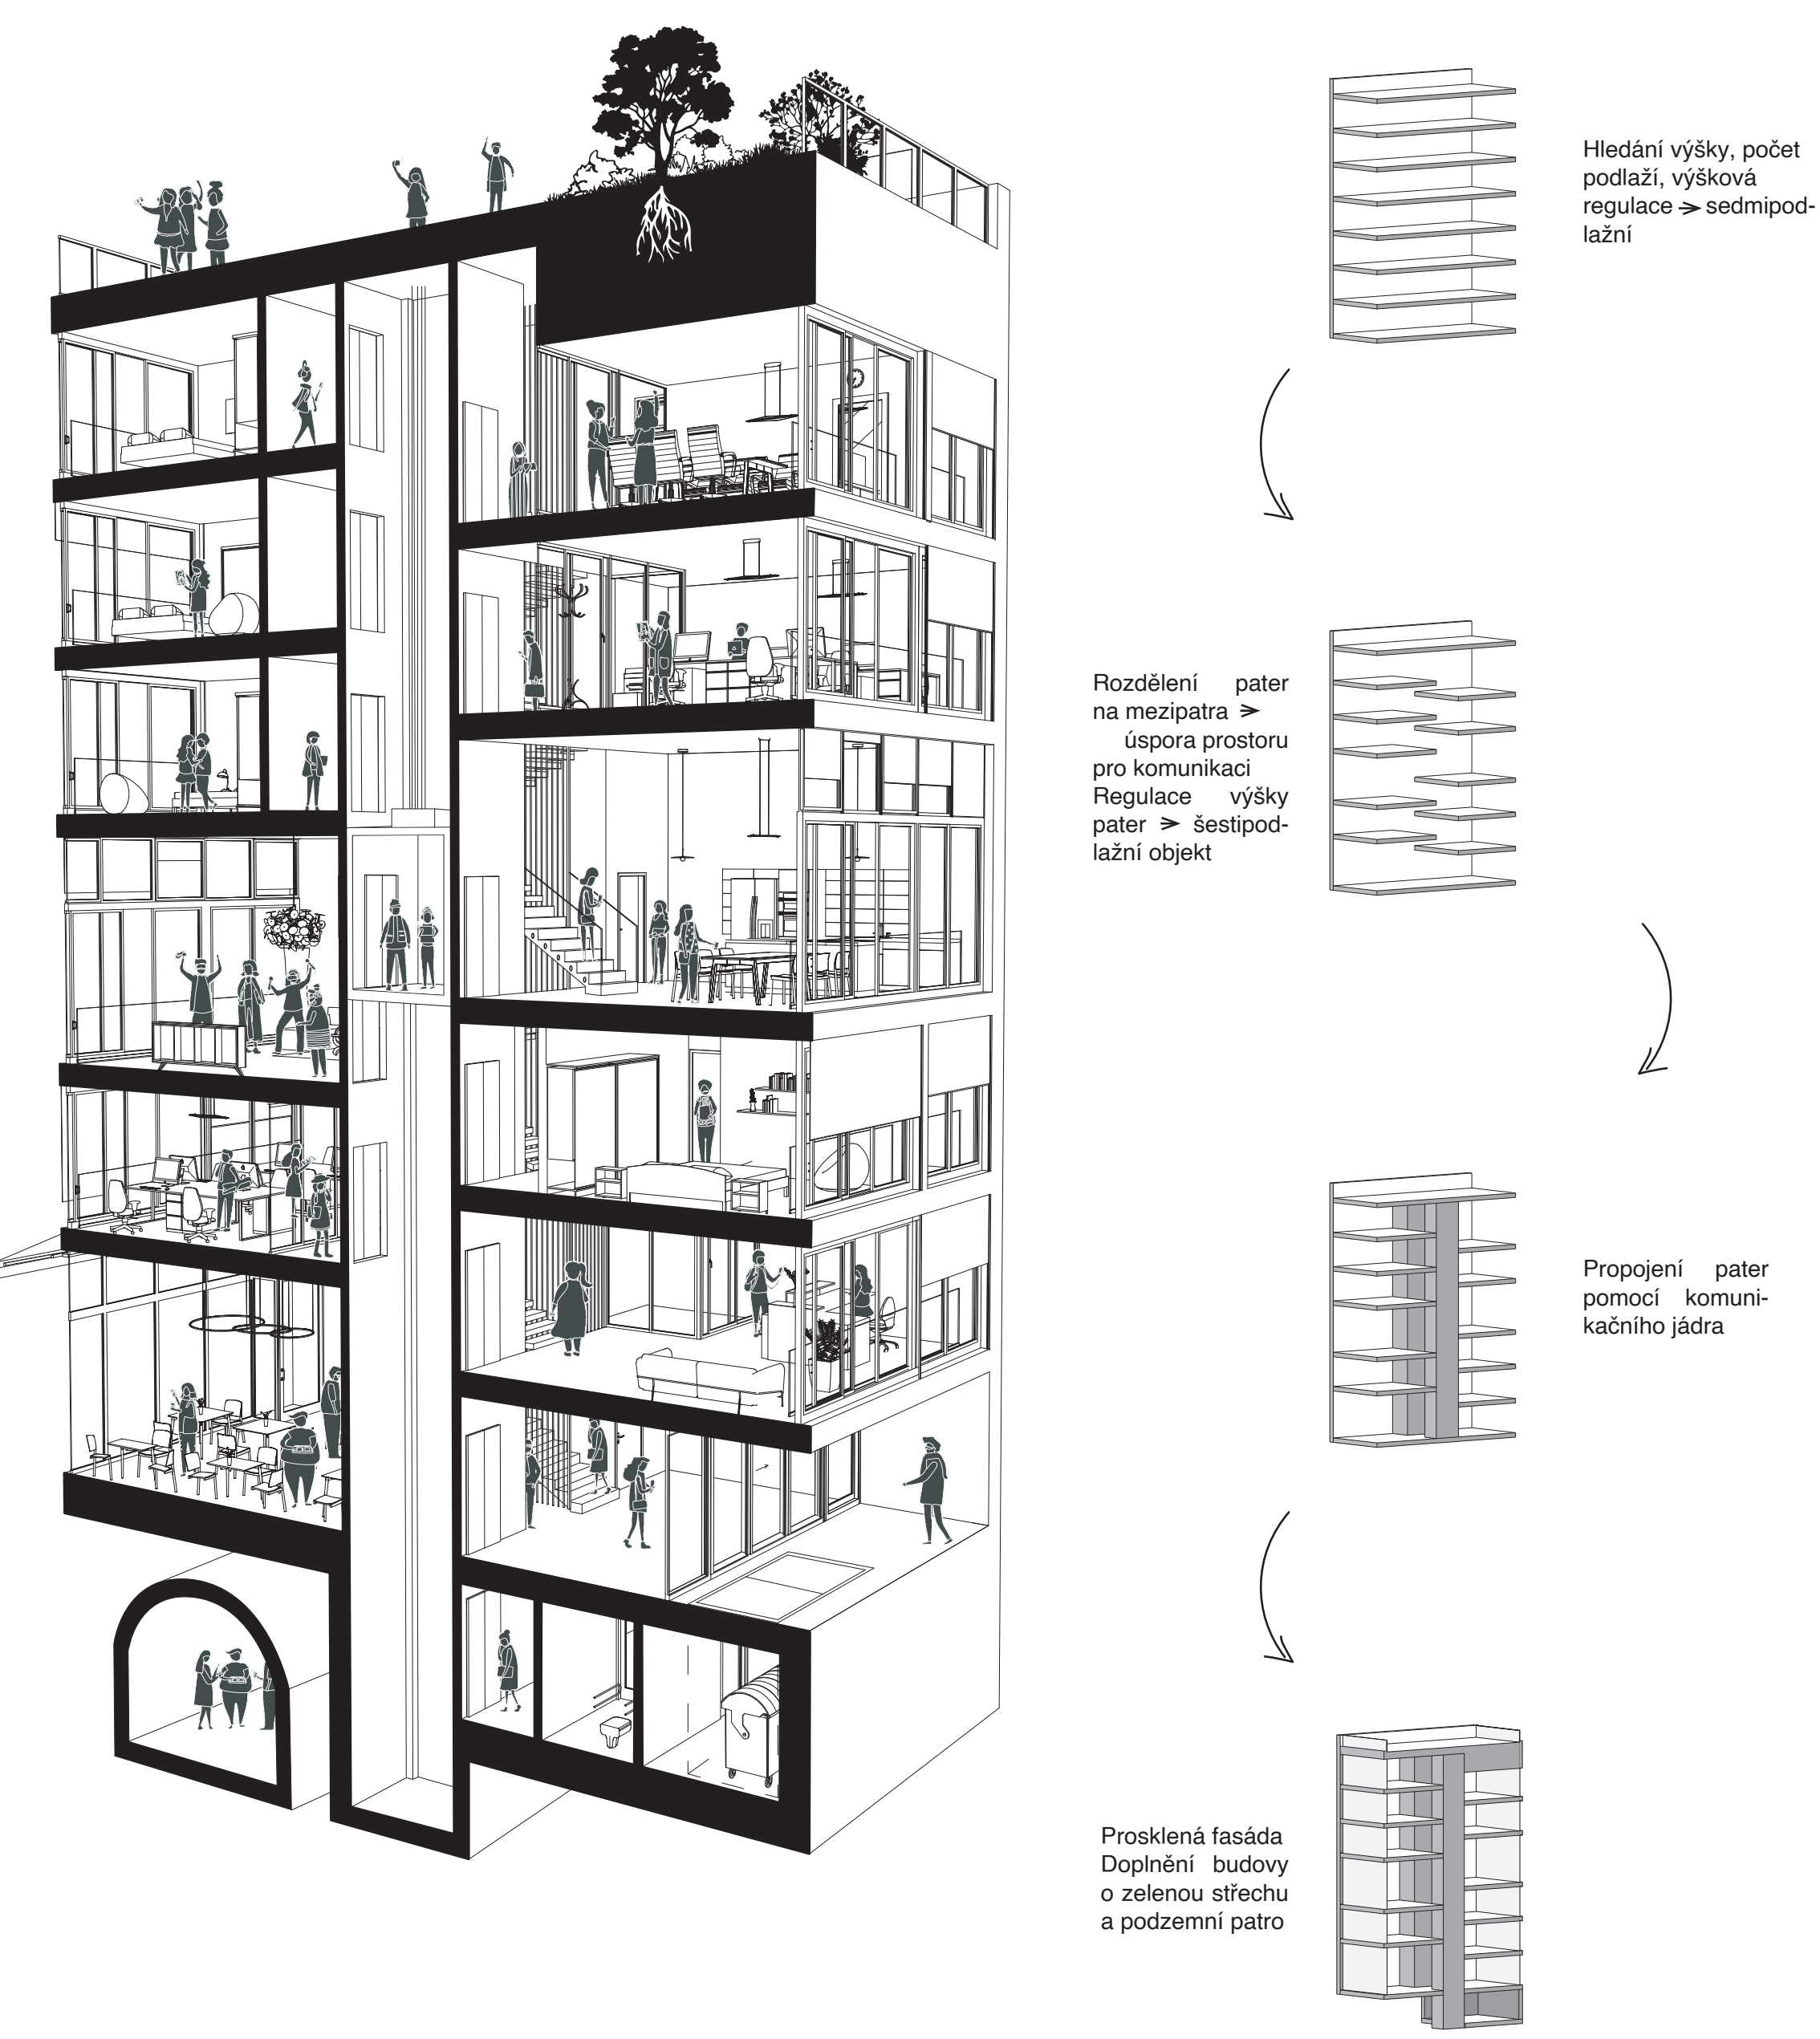 Hledání výšky, počet
podlaží, výšková
regulace ➢ sedmipod-
lažní
Rozdělení pater
na mezipatra ➢
úspora prostoru
pro komunikaci
Regulace výšky
pater ➢ šestipod-
lažní objekt
Propojení pater
pomocí komuni-
kačního jádra
Prosklená fasáda
Doplnění budovy
o zelenou střechu
a podzemní patro